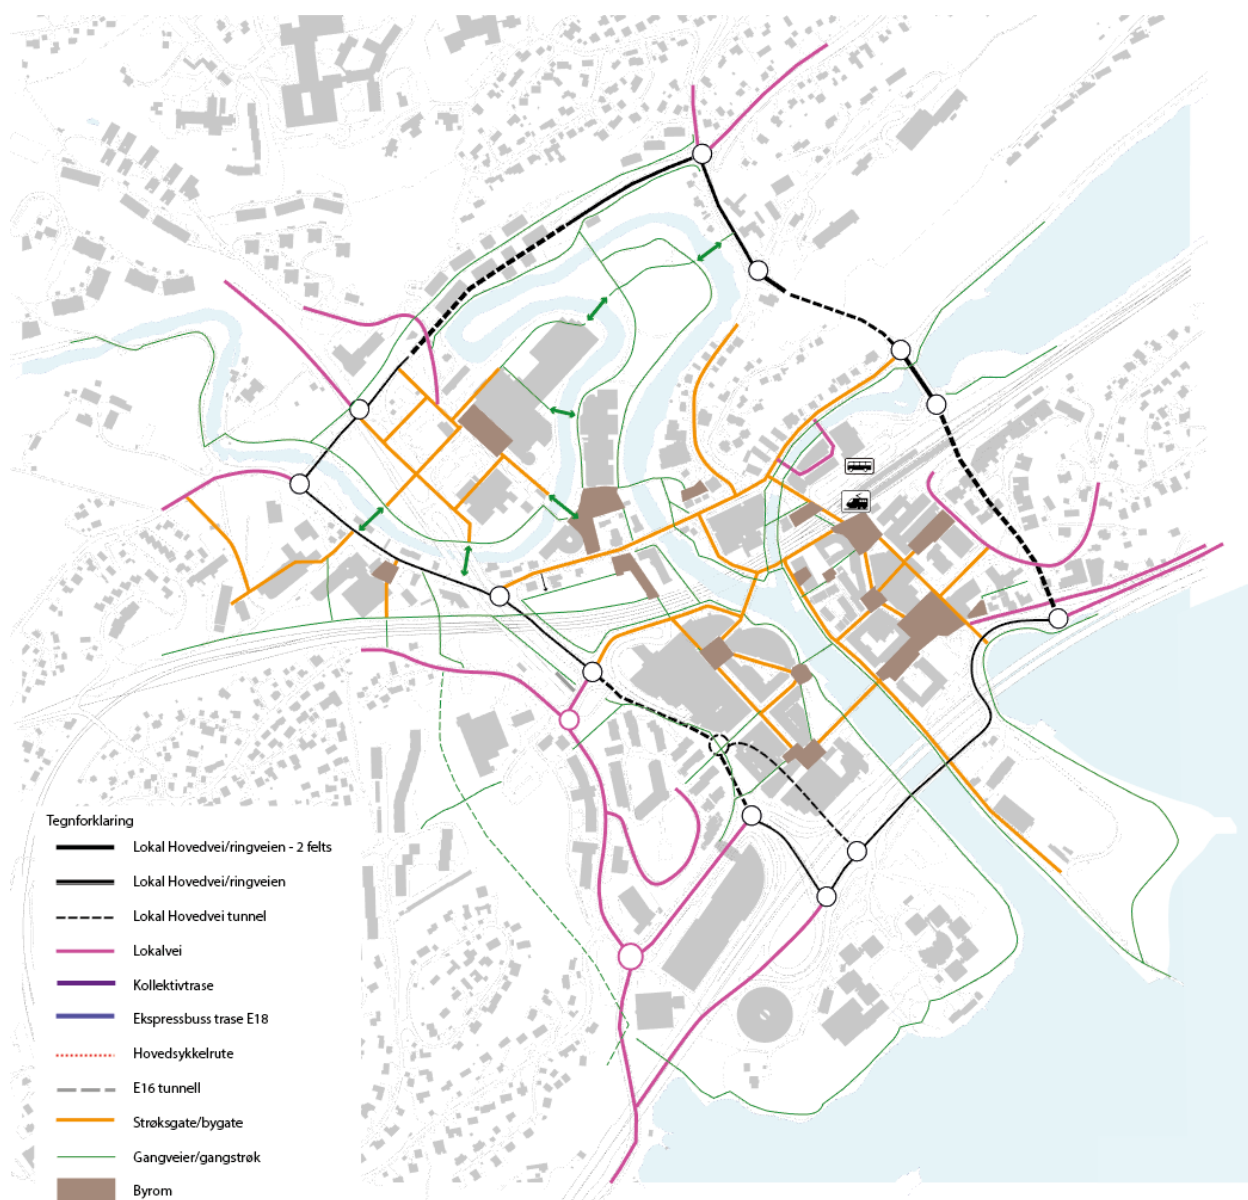 Tegnforklaring
Lokal Hovedvei/ringveien - 2 felts
Lokal Hovedvei/ringveien
Lokal Hovedvei tunnel
Lokalvei
Kollektivtrase
Ekspressbuss trase E18
Hovedsykkelrute
E16 tunnell
Strøksgate/bygate
Gangveier/gangstrøk
Byrom